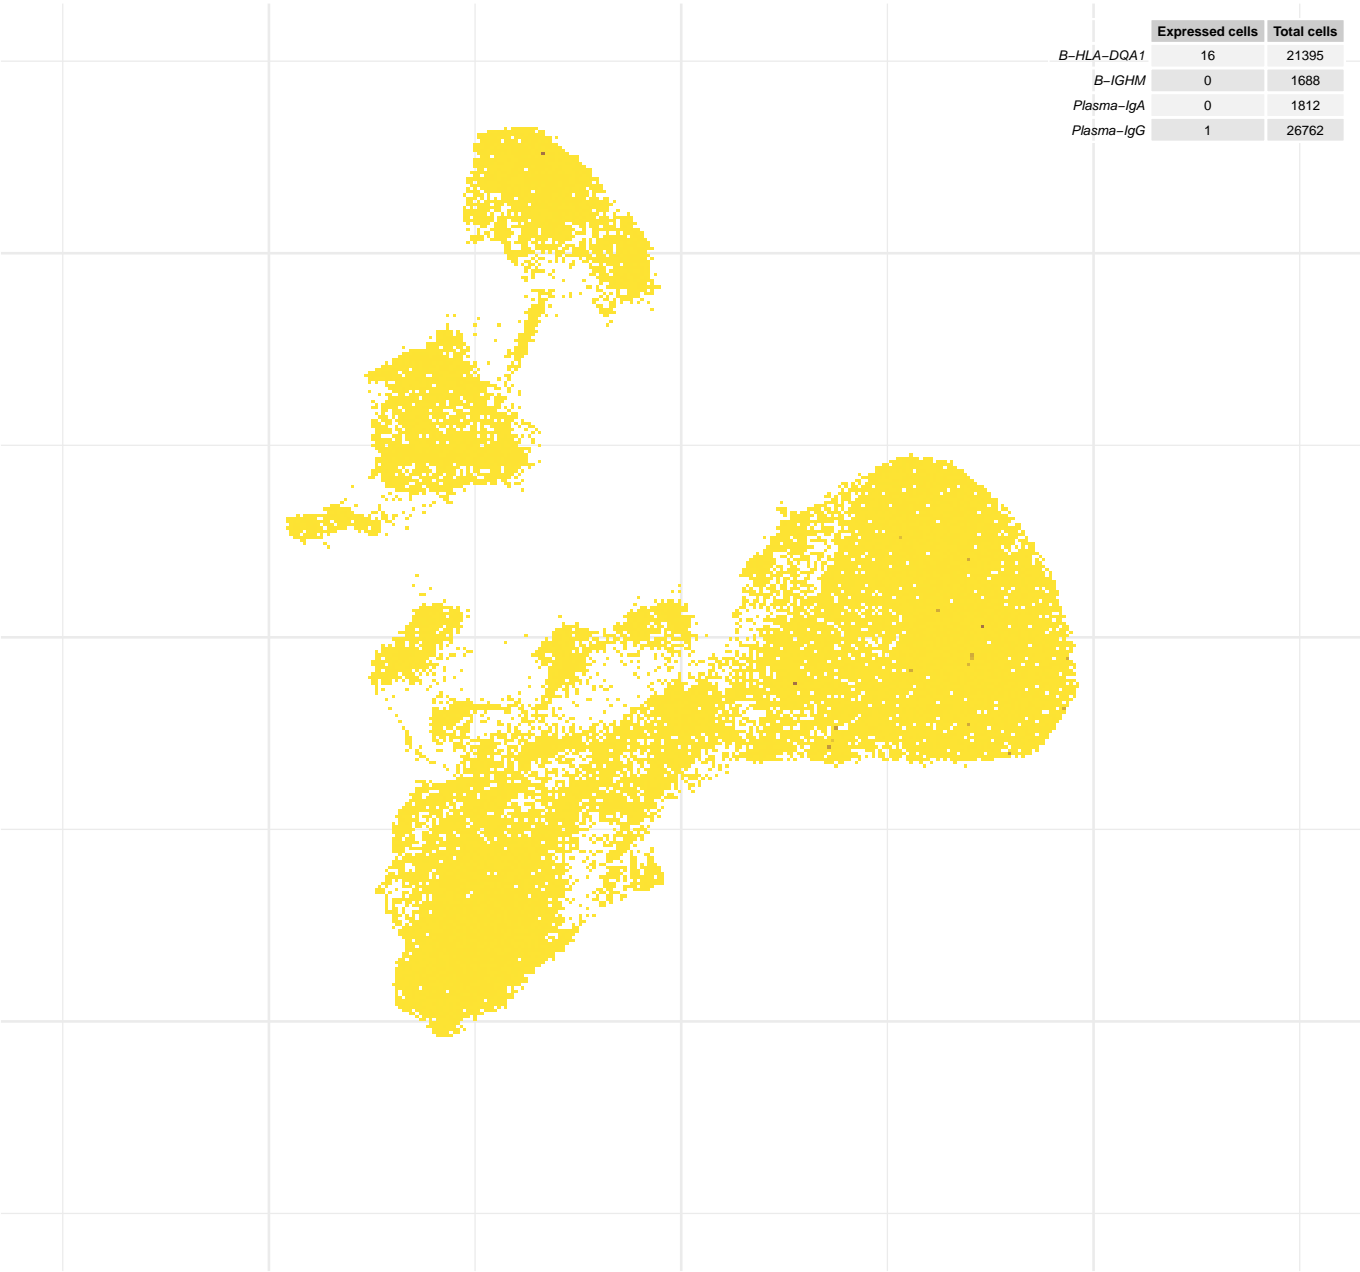 Expressed cells Total cells
B−HLA−DQA1 16 21395
B−IGHM 0 1688
Plasma−IgA 0 1812
Plasma−IgG 1 26762